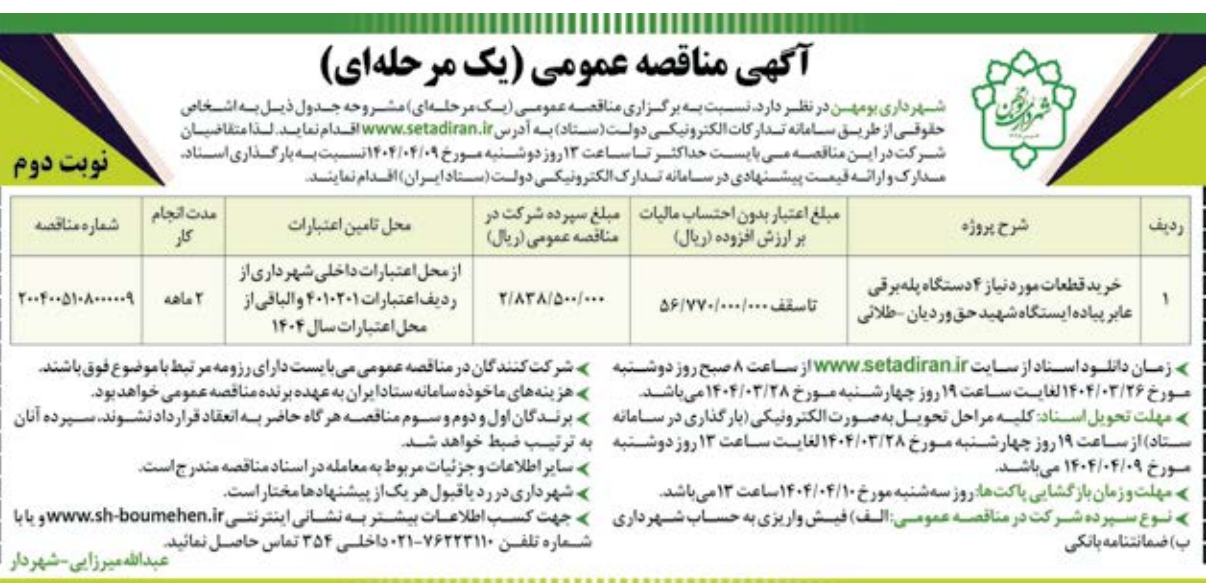 آگهی مناقصه عمومی (یک مرحله‌ای)
شهرداری بومهن
شهرداری بومهن در نظر دارد، نسبت به برگزاری مناقصه عمومی (یک مرحله‌ای) مشروحه جدول ذیل به اشخاص
حقوقی از طریق سامانه تدارکات الکترونیکی دولت (ستاد) به آدرس www.setadiran.ir اقدام نماید. لذا متقاضیان
شرکت در این مناقصه می بایست حداکثر تا ساعت ۱۳ روز دوشنبه مورخ ۱۴۰۴/۰۴/۰۹ نسبت به بارگذاری اسناد،
مدارک و ارائه قیمت پیشنهادی در سامانه تدارک الکترونیکی دولت (ستاد ایران) اقدام نمایند.
نوبت دوم
ردیف
شرح پروژه
مبلغ اعتبار بدون احتساب مالیات
بر ارزش افزوده (ریال)
مبلغ سپرده شرکت در
مناقصه عمومی (ریال)
محل تامین اعتبارات
مدت انجام
کار
شماره مناقصه
۱
خرید قطعات مورد نیاز ۴ دستگاه پله برقی
عابر پیاده ایستگاه شهید حق وردیان - طلائی
تا سقف ۵۶/۷۷۰/۰۰۰/۰۰۰
۲/۸۳۸/۵۰۰/۰۰۰
از محل اعتبارات داخلی شهرداری از
ردیف اعتبارات ۴۰۱۰۲۰۱ و الباقی از
محل اعتبارات سال ۱۴۰۴
۲ ماهه
۲۰۰۴۰۰۵۱۰۸۰۰۰۰۰۹
زمان دانلود اسناد از سایت www.setadiran.ir از ساعت ۸ صبح روز دوشنبه
مورخ ۱۴۰۴/۰۳/۲۶ لغایت ساعت ۱۹ روز چهارشنبه مورخ ۱۴۰۴/۰۳/۲۸ می‌باشد.
مهلت تحویل اسناد: کلیه مراحل تحویل به‌صورت الکترونیکی (بارگذاری در سامانه
ستاد) از ساعت ۱۹ روز چهارشنبه مورخ ۱۴۰۴/۰۳/۲۸ لغایت ساعت ۱۳ روز دوشنبه
مورخ ۱۴۰۴/۰۴/۰۹ می‌باشد.
مهلت و زمان بازگشایی پاکت‌ها: روز سه‌شنبه مورخ ۱۴۰۴/۰۴/۱۰ ساعت ۱۳ می‌باشد.
نوع سپرده شرکت در مناقصه عمومی: الف) فیش واریزی به حساب شهرداری
ب) ضمانتنامه بانکی
شرکت کنندگان در مناقصه عمومی می‌بایست دارای رزومه مرتبط با موضوع فوق باشند.
هزینه‌های ماخوذه سامانه ستاد ایران به عهده برنده مناقصه عمومی خواهد بود.
برندگان اول و دوم و سوم مناقصه هر گاه حاضر به انعقاد قرارداد نشوند، سپرده آنان
به ترتیب ضبط خواهد شد.
سایر اطلاعات و جزئیات مربوط به معامله در اسناد مناقصه مندرج است.
شهرداری در رد یا قبول هر یک از پیشنهادها مختار است.
جهت کسب اطلاعات بیشتر به نشانی اینترنتی www.sh-boumehen.ir و یا با
شماره تلفن ۷۶۲۲۳۱۱۰-۰۲۱ داخلی ۳۵۴ تماس حاصل نمائید.
عبدالله میرزایی-شهردار